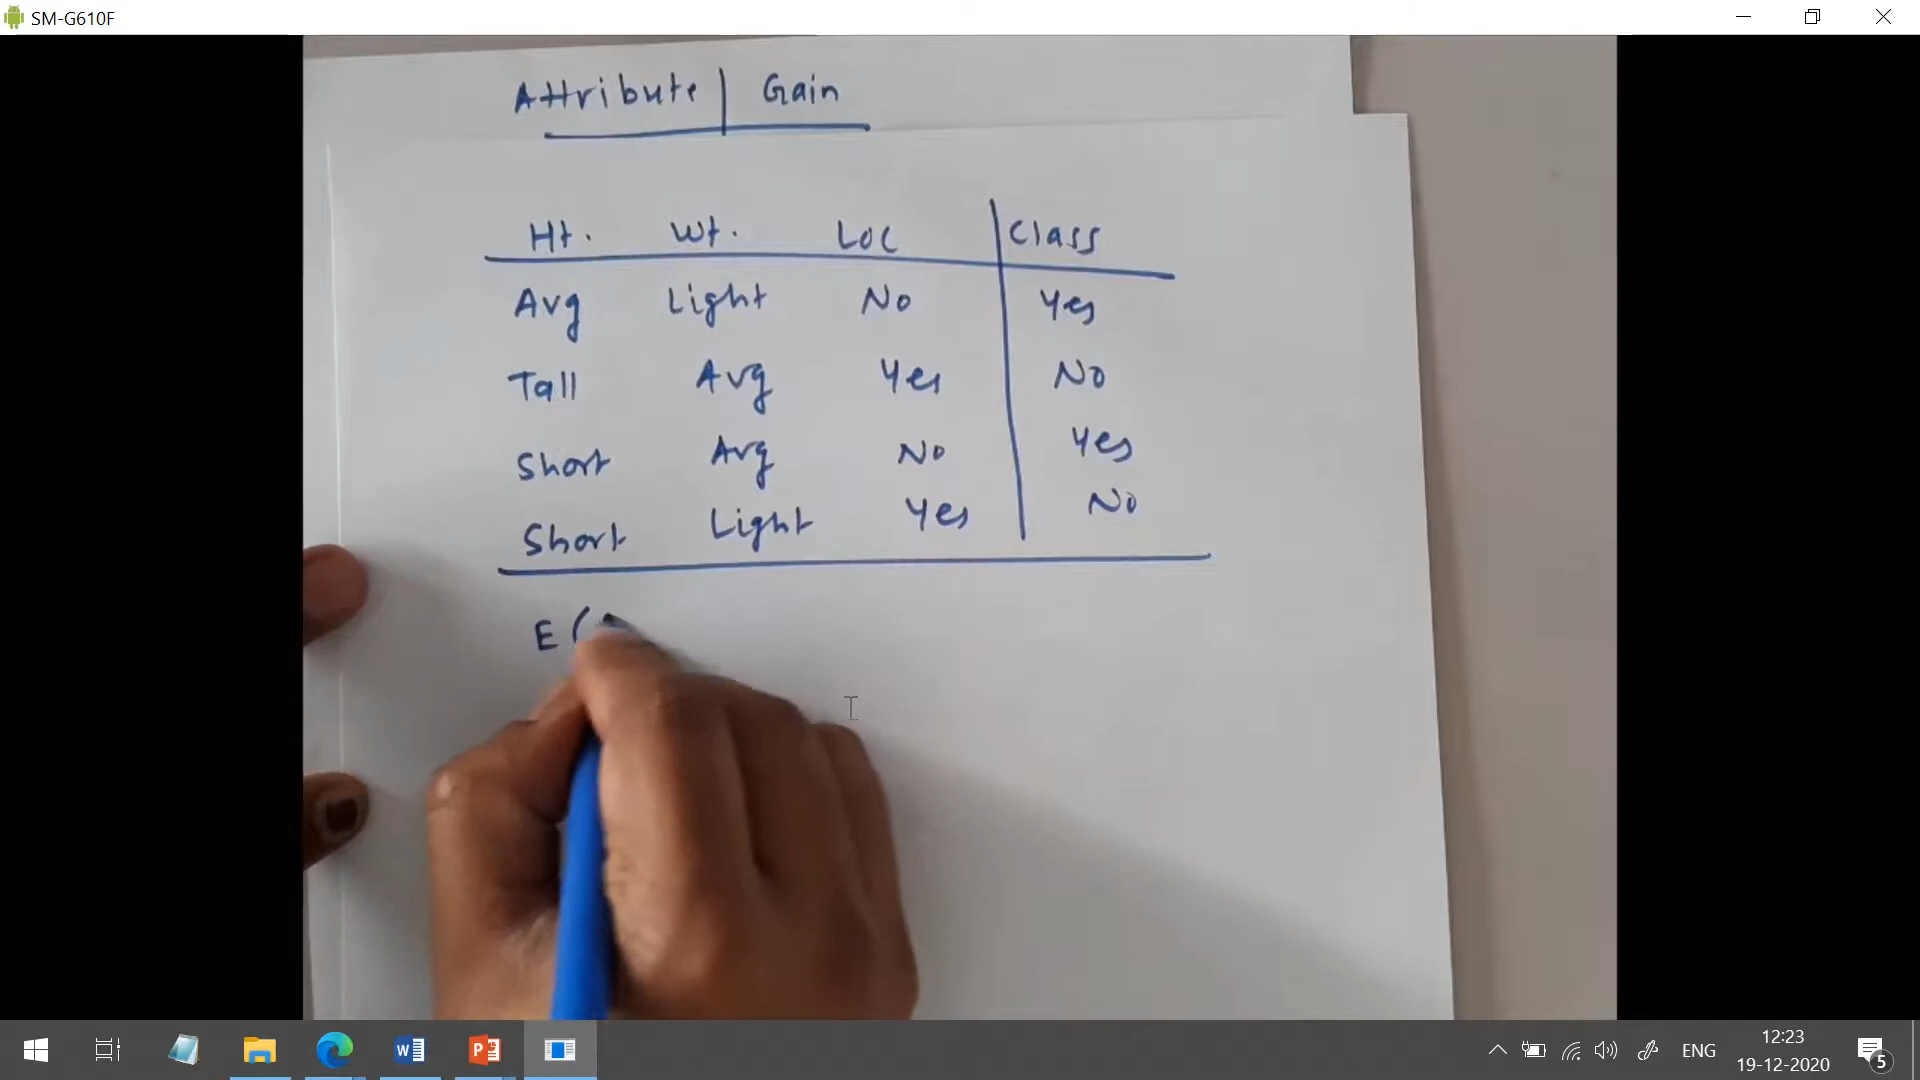 SM-G610F
Attribute | Gain
Ht. Wt. Loc Class
Avg Light No Yes
Tall Avg Yes No
Short Avg No Yes
Short Light Yes No
E (
ENG
12:23
19-12-2020
5